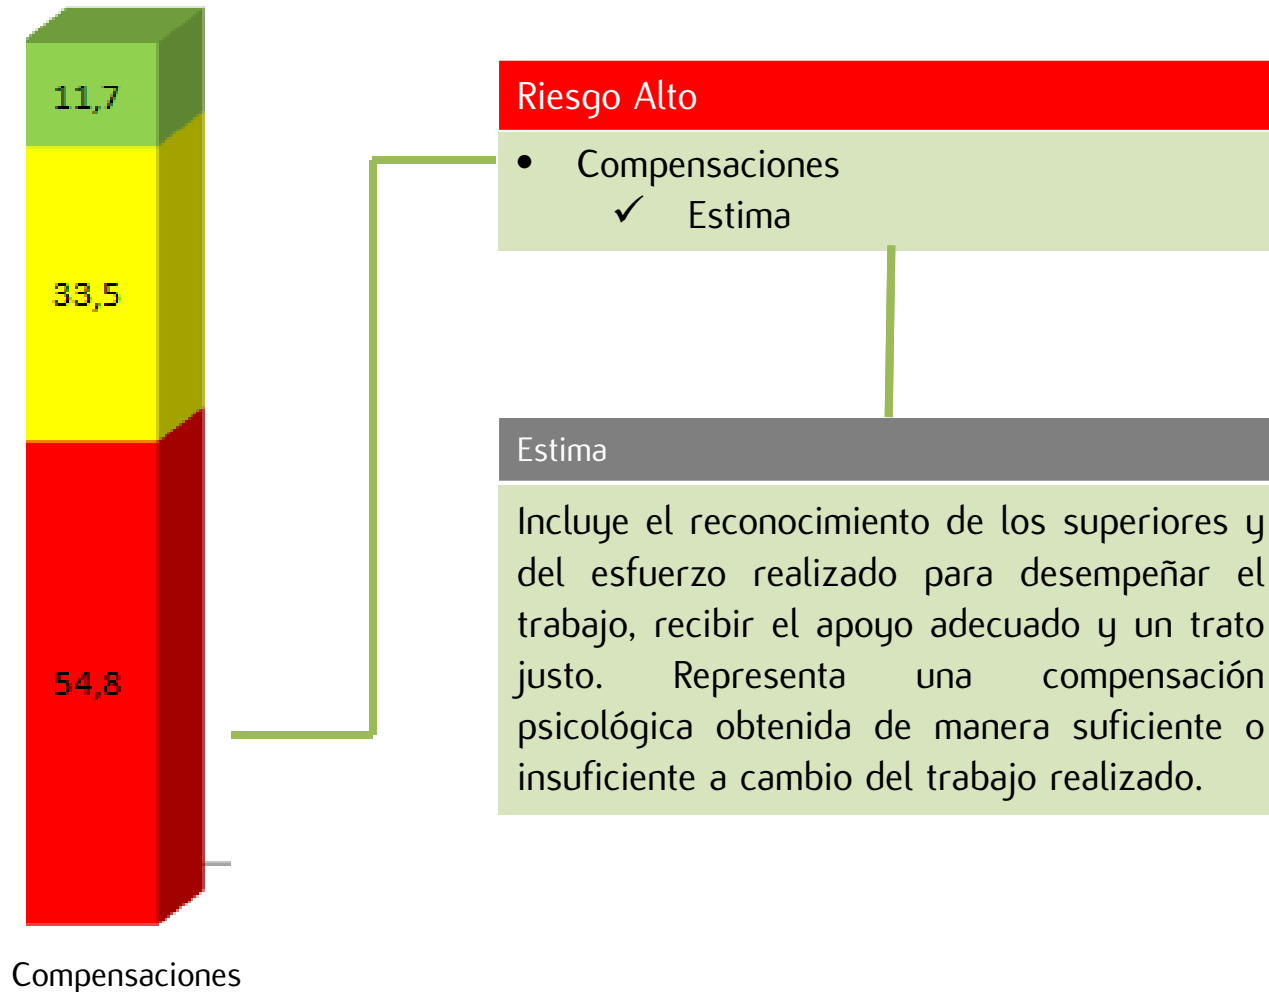 11,7
33,5
54,8
Compensaciones
Riesgo Alto
• Compensaciones
✓ Estima
Estima
Incluye el reconocimiento de los superiores y
del esfuerzo realizado para desempeñar el
trabajo, recibir el apoyo adecuado y un trato
justo. Representa una compensación
psicológica obtenida de manera suficiente o
insuficiente a cambio del trabajo realizado.